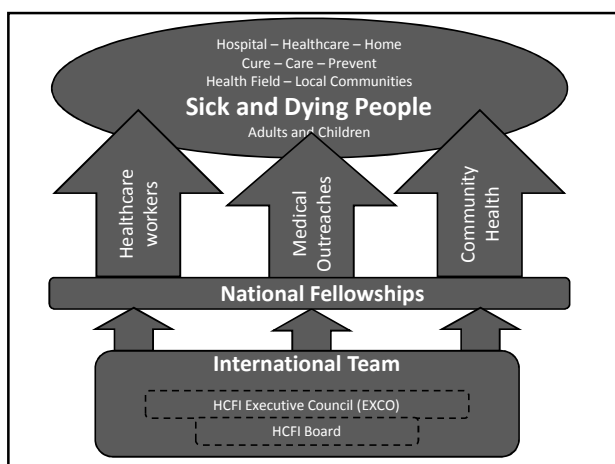 Hospital – Healthcare – Home
Cure – Care – Prevent
Health Field – Local Communities
Sick and Dying People
Adults and Children
Healthcare
workers
Medical
Outreaches
Community
Health
National Fellowships
International Team
HCFI Executive Council (EXCO)
HCFI Board